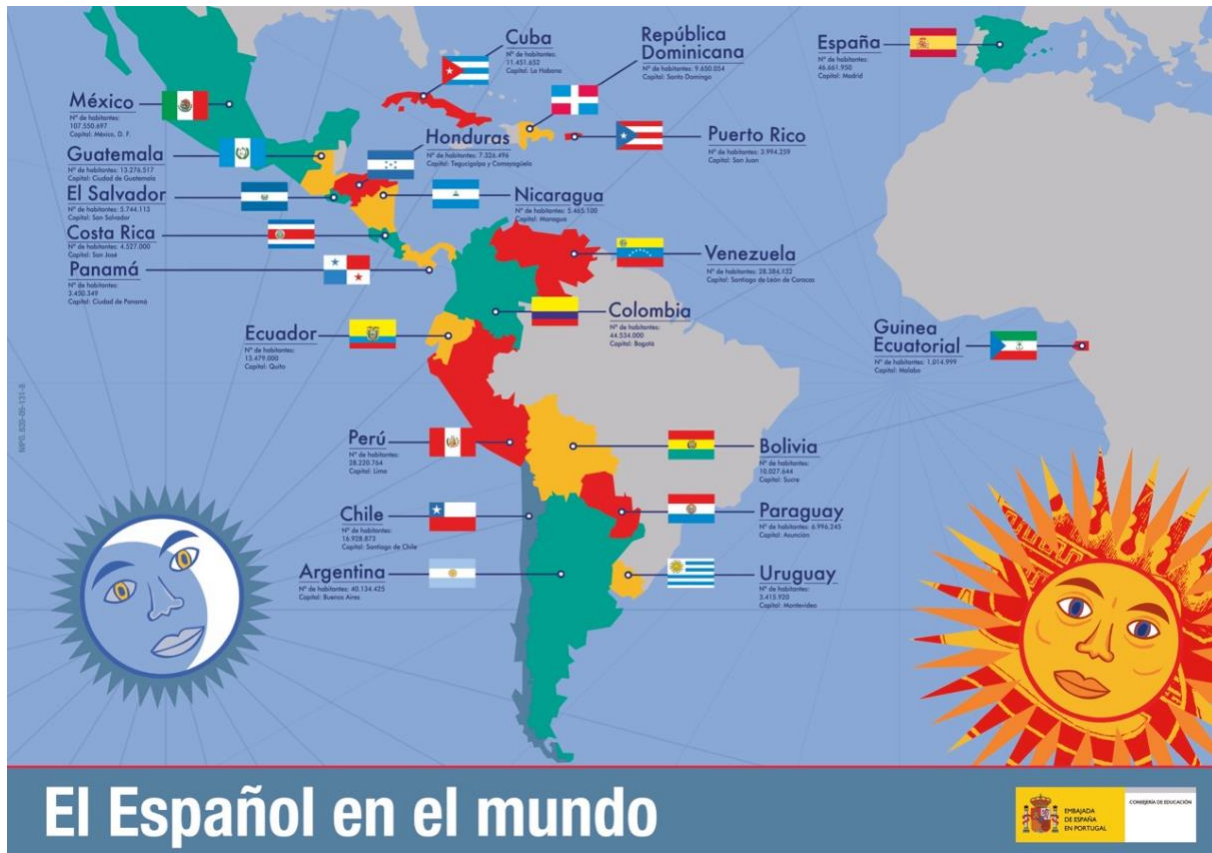 Cuba
Nº de habitantes:
11.451.652
Capital: La Habana
República
Dominicana
Nº de habitantes: 9.650.054
Capital: Santo Domingo
España
Nº de habitantes:
46.661.950
Capital: Madrid
México
Nº de habitantes:
107.550.697
Capital: México, D. F.
Honduras
Nº de habitantes: 7.326.496
Capital: Tegucigalpa y Comayagüela
Puerto Rico
Nº de habitantes: 3.994.259
Capital: San Juan
Guatemala
Nº de habitantes: 13.276.517
Capital: Ciudad de Guatemala
El Salvador
Nº de habitantes: 5.744.113
Capital: San Salvador
Nicaragua
Nº de habitantes: 5.465.100
Capital: Managua
Costa Rica
Nº de habitantes: 4.527.000
Capital: San José
Venezuela
Nº de habitantes: 28.384.132
Capital: Santiago de León de Caracas
Panamá
Nº de habitantes:
3.450.349
Capital: Ciudad de Panamá
Colombia
Nº de habitantes:
44.534.000
Capital: Bogotá
Ecuador
Nº de habitantes:
13.479.000
Capital: Quito
Guinea
Ecuatorial
Nº de habitantes: 1.014.999
Capital: Malabo
Perú
Nº de habitantes:
28.220.764
Capital: Lima
Bolivia
Nº de habitantes:
10.027.644
Capital: Sucre
Chile
Nº de habitantes:
16.928.873
Capital: Santiago de Chile
Paraguay
Nº de habitantes: 6.996.245
Capital: Asunción
Argentina
Nº de habitantes: 40.134.425
Capital: Buenos Aires
Uruguay
Nº de habitantes:
3.415.920
Capital: Montevideo
El Español en el mundo
EMBAJADA
DE ESPAÑA
EN PORTUGAL
CONSEJERÍA DE EDUCACIÓN